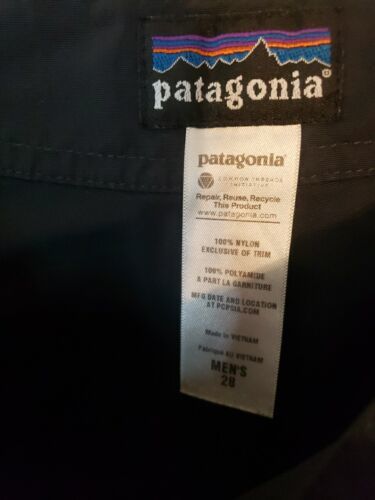 patagonia®
patagonia
COMMON THREADS
INITIATIVE
Repair, Reuse, Recycle
This Product
www.patagonia.com
100% NYLON
EXCLUSIVE OF TRIM
100% POLYAMIDE
& PART LA GARNITURE
MFG DATE AND LOCATION
AT PCPSIA.COM
Made in VIETNAM
Fabriqué AU VIETNAM
MEN'S
28